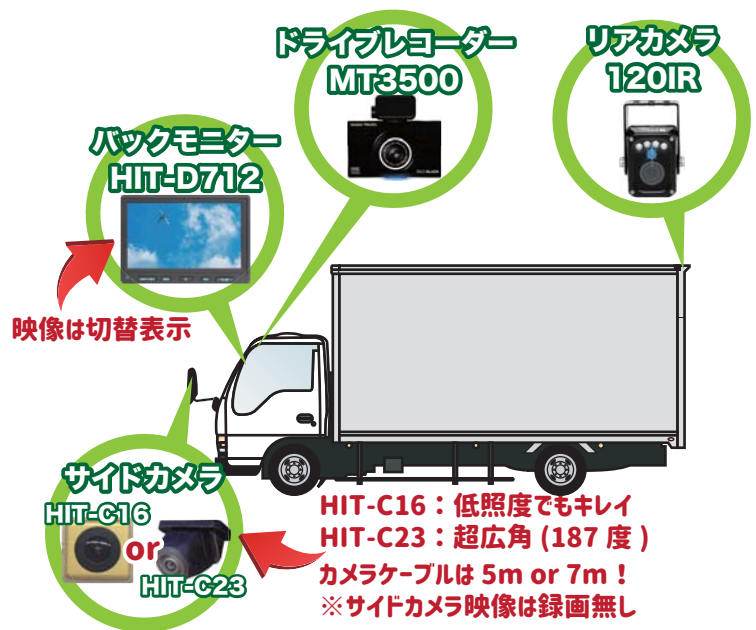 ドライブレコーダー
MT3500
リアカメラ
120IR
バックモニター
HIT-D712
映像は切替表示
サイドカメラ
HIT-C16
or
HIT-C23
HIT-C16：低照度でもキレイ
HIT-C23：超広角 (187 度 )
カメラケーブルは 5m or 7m！
※サイドカメラ映像は録画無し